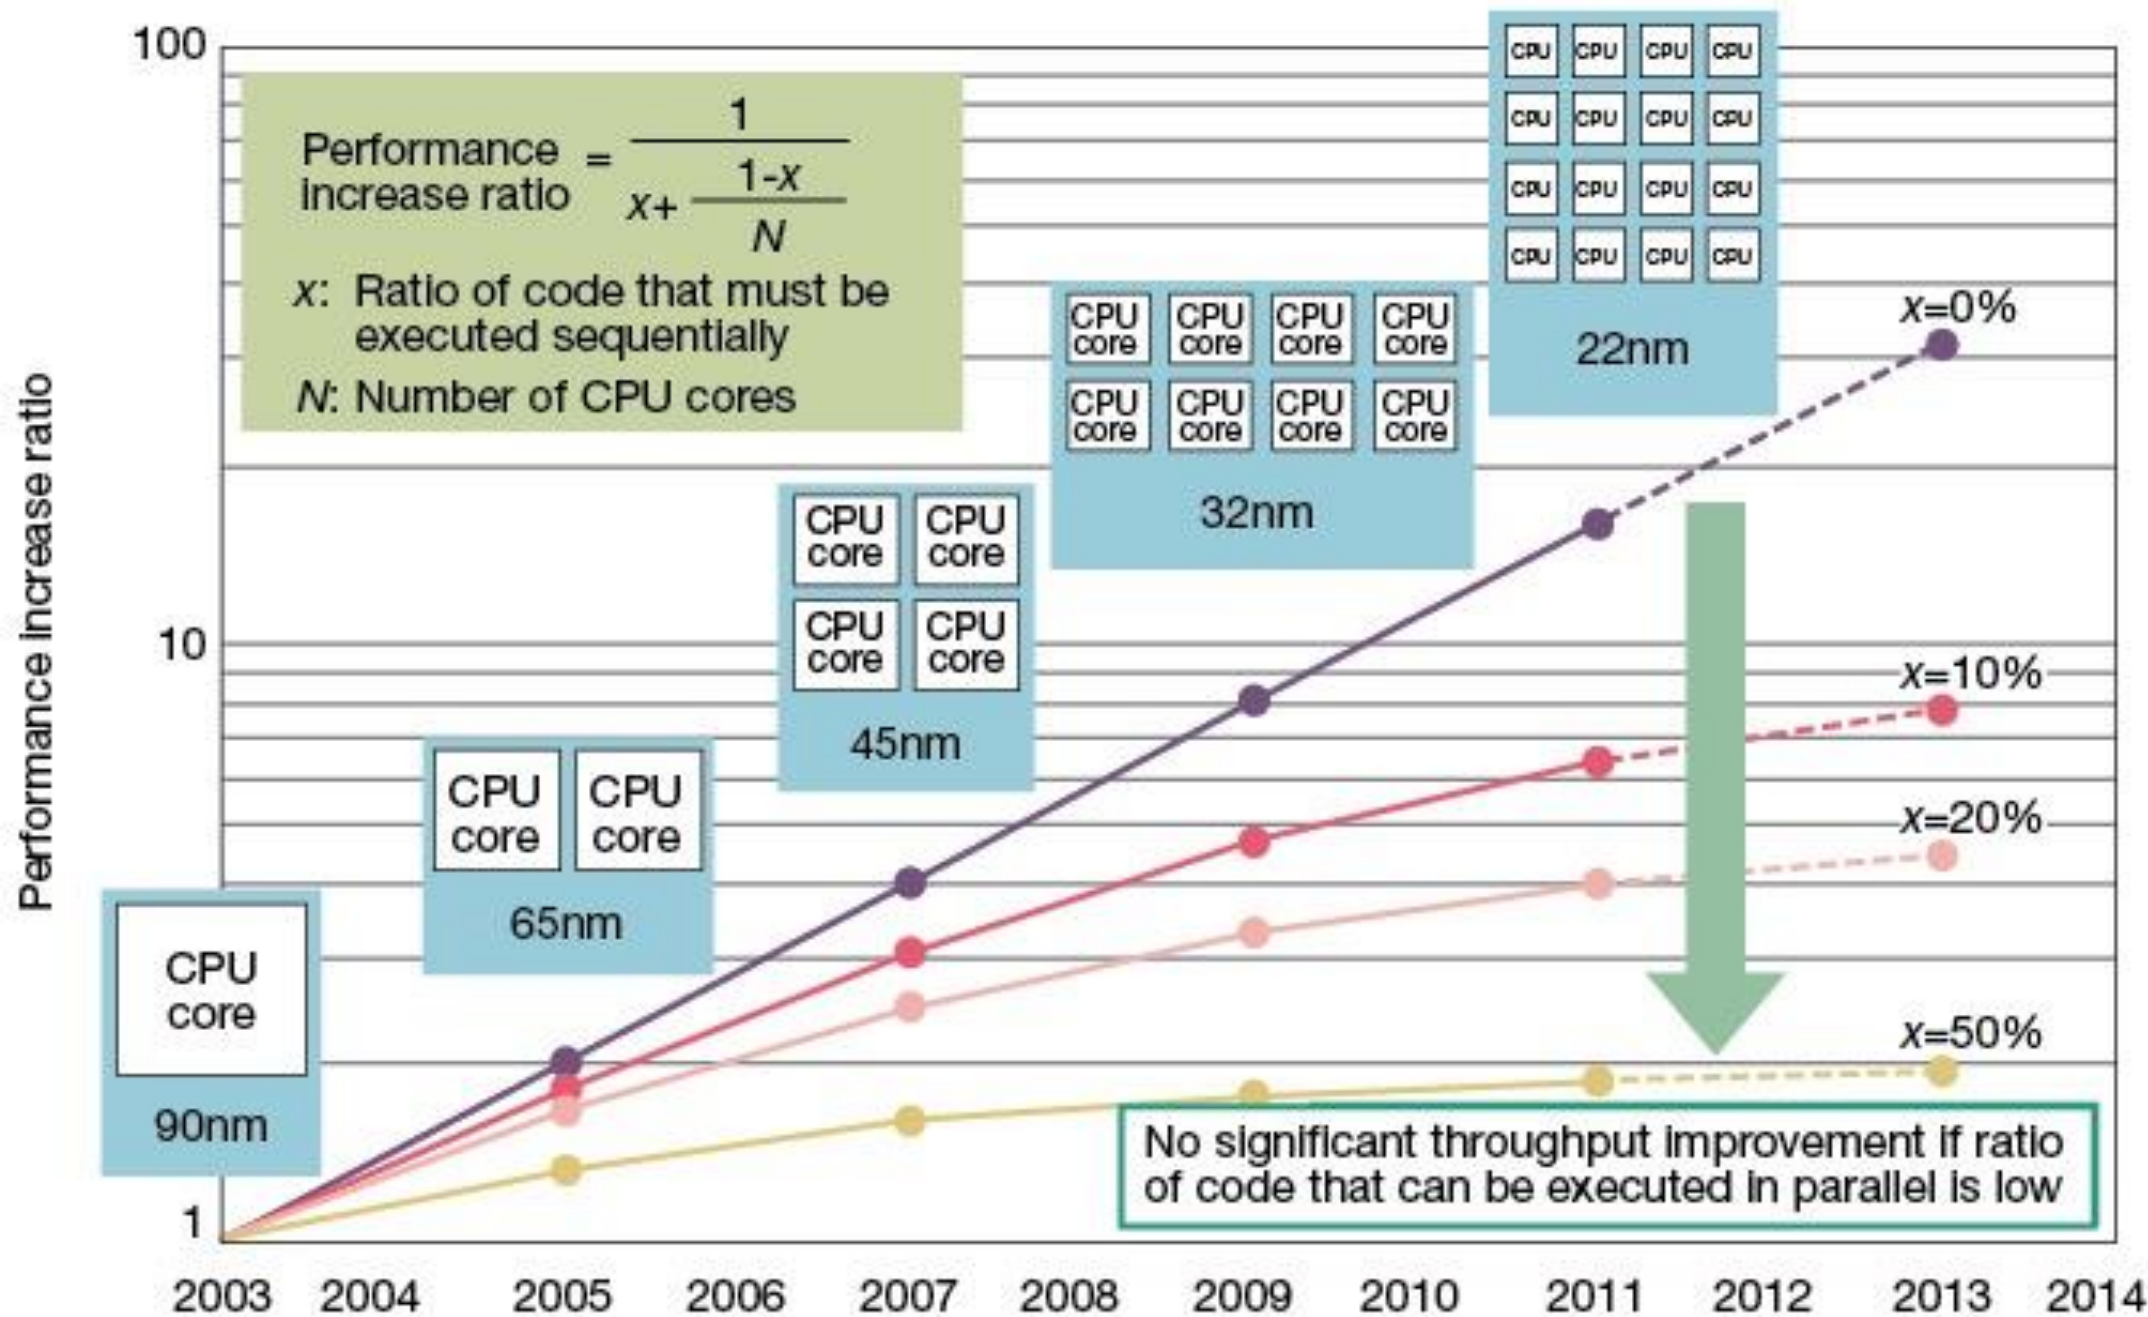 100
10
1
Performance increase ratio
Performance
increase ratio
=
1
x+
1-x
N
x: Ratio of code that must be
executed sequentially
N: Number of CPU cores
CPU
core
90nm
CPU CPU
core core
65nm
CPU CPU
core core
CPU CPU
core core
45nm
CPU CPU CPU CPU
core core core core
CPU CPU CPU CPU
core core core core
32nm
CPU CPU CPU CPU
CPU CPU CPU CPU
CPU CPU CPU CPU
CPU CPU CPU CPU
22nm
x=0%
x=10%
x=20%
x=50%
No significant throughput improvement if ratio
of code that can be executed in parallel is low
2003 2004 2005 2006 2007 2008 2009 2010 2011 2012 2013 2014